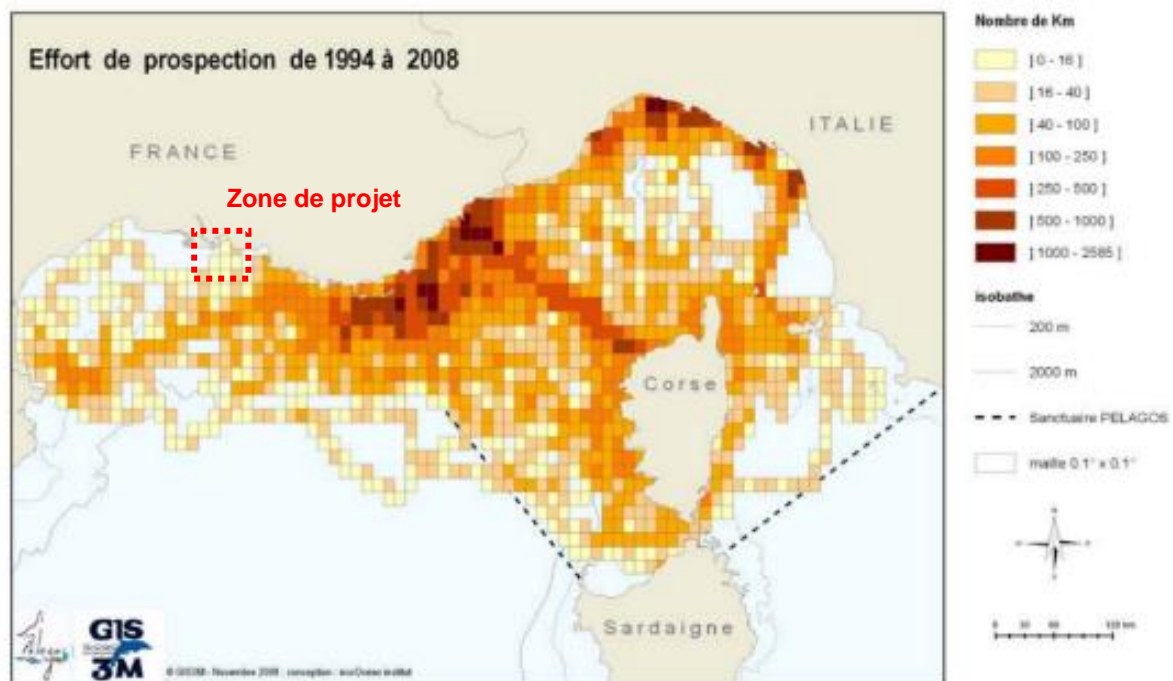 Effort de prospection de 1994 à 2008
FRANCE
ITALIE
Zone de projet
Corse
Sardaigne
GIS
3M
Nombre de Km
] 0 - 16 ]
] 16 - 40 ]
] 40 - 100 ]
] 100 - 250 ]
] 250 - 500 ]
] 500 - 1000 ]
] 1000 - 2585 ]
isobathe
200 m
2000 m
Sanctuaire PELAGOS
maille 0.1° x 0.1°